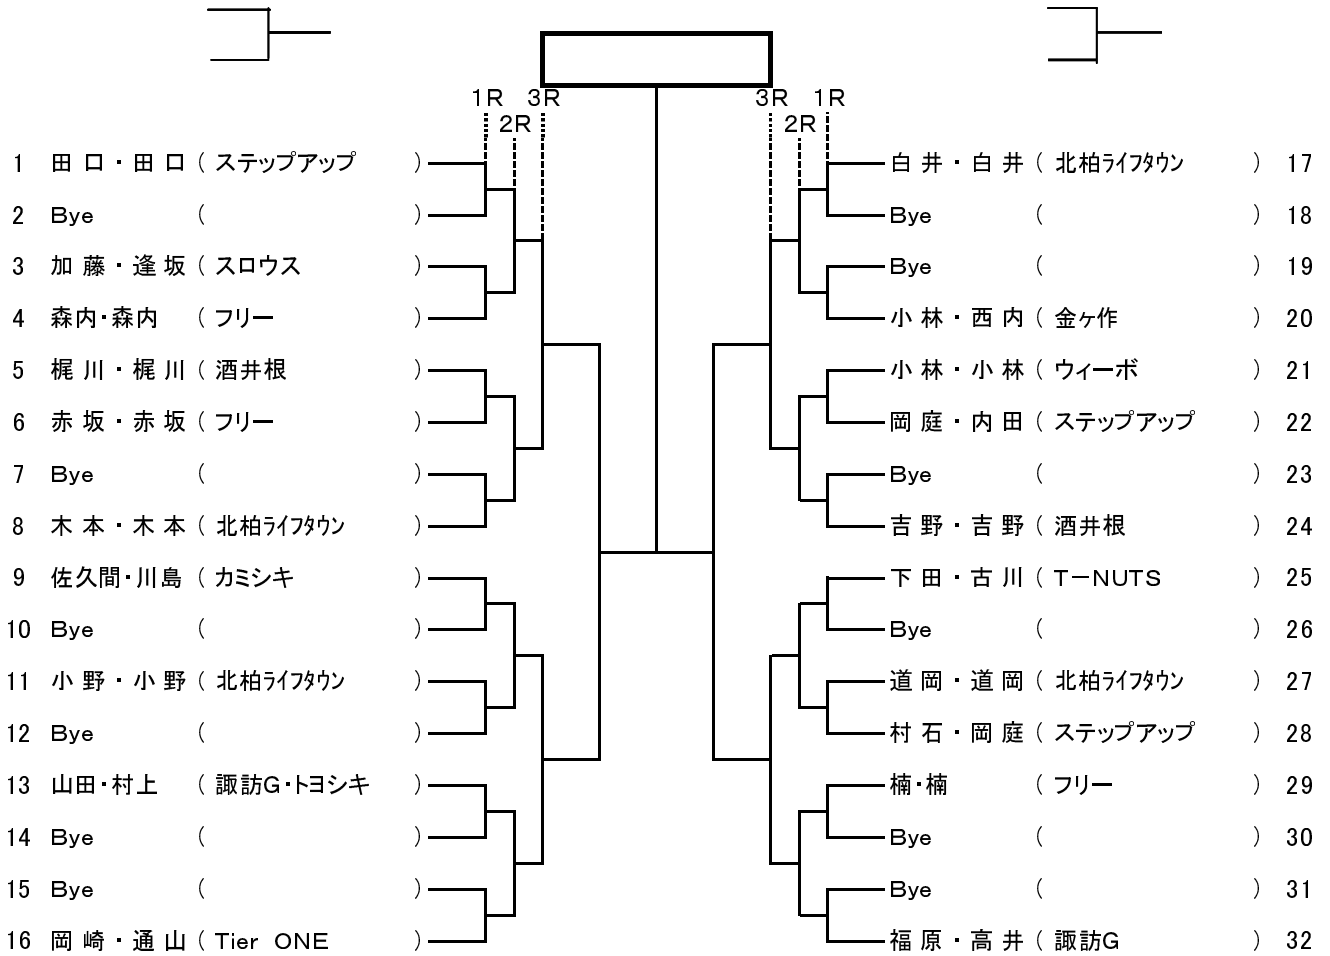 1R 3R 3R 1R
2R 2R
1 田口・田口 ( ステップアップ ) 白井・白井 ( 北柏ﾗｲﾌﾀｳﾝ ) 17
2 Bye ( ) Bye ( ) 18
3 加藤・逢坂 ( スロウス ) Bye ( ) 19
4 森内・森内 ( フリー ) 小林・西内 ( 金ヶ作 ) 20
5 梶川・梶川 ( 酒井根 ) 小林・小林 ( ウィーボ ) 21
6 赤坂・赤坂 ( フリー ) 岡庭・内田 ( ステップアップ ) 22
7 Bye ( ) Bye ( ) 23
8 木本・木本 ( 北柏ﾗｲﾌﾀｳﾝ ) 吉野・吉野 ( 酒井根 ) 24
9 佐久間・川島 ( カミシキ ) 下田・古川 ( T－NUTS ) 25
10 Bye ( ) Bye ( ) 26
11 小野・小野 ( 北柏ﾗｲﾌﾀｳﾝ ) 道岡・道岡 ( 北柏ﾗｲﾌﾀｳﾝ ) 27
12 Bye ( ) 村石・岡庭 ( ステップアップ ) 28
13 山田・村上 ( 諏訪G・トヨシキ ) 楠・楠 ( フリー ) 29
14 Bye ( ) Bye ( ) 30
15 Bye ( ) Bye ( ) 31
16 岡崎・通山 ( Tier ONE ) 福原・高井 ( 諏訪G ) 32